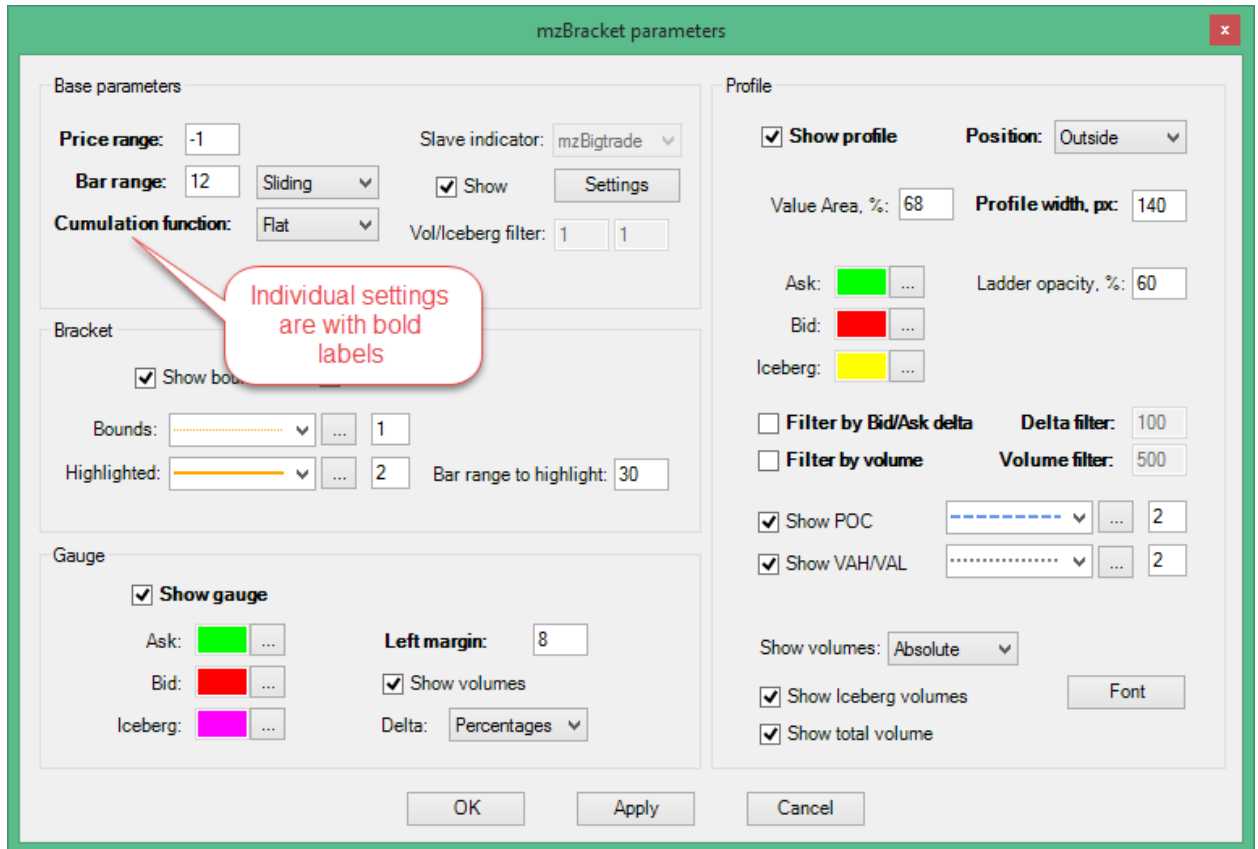 mzBracket parameters
x
Base parameters
Price range: -1
Slave indicator: mzBigtrade
Bar range: 12 Sliding
Show Settings
Cumulation function: Flat
Vol/Iceberg filter: 1 1
Individual settings
are with bold
labels
Bracket
Show bou
Bounds: ... 1
Highlighted: ... 2 Bar range to highlight: 30
Gauge
Show gauge
Ask: ... Left margin: 8
Bid: ... Show volumes
Iceberg: ... Delta: Percentages
Profile
Show profile Position: Outside
Value Area, %: 68 Profile width, px: 140
Ask: ... Ladder opacity, %: 60
Bid: ...
Iceberg: ...
Filter by Bid/Ask delta Delta filter: 100
Filter by volume Volume filter: 500
Show POC ... 2
Show VAH/VAL ... 2
Show volumes: Absolute
Show Iceberg volumes Font
Show total volume
OK Apply Cancel